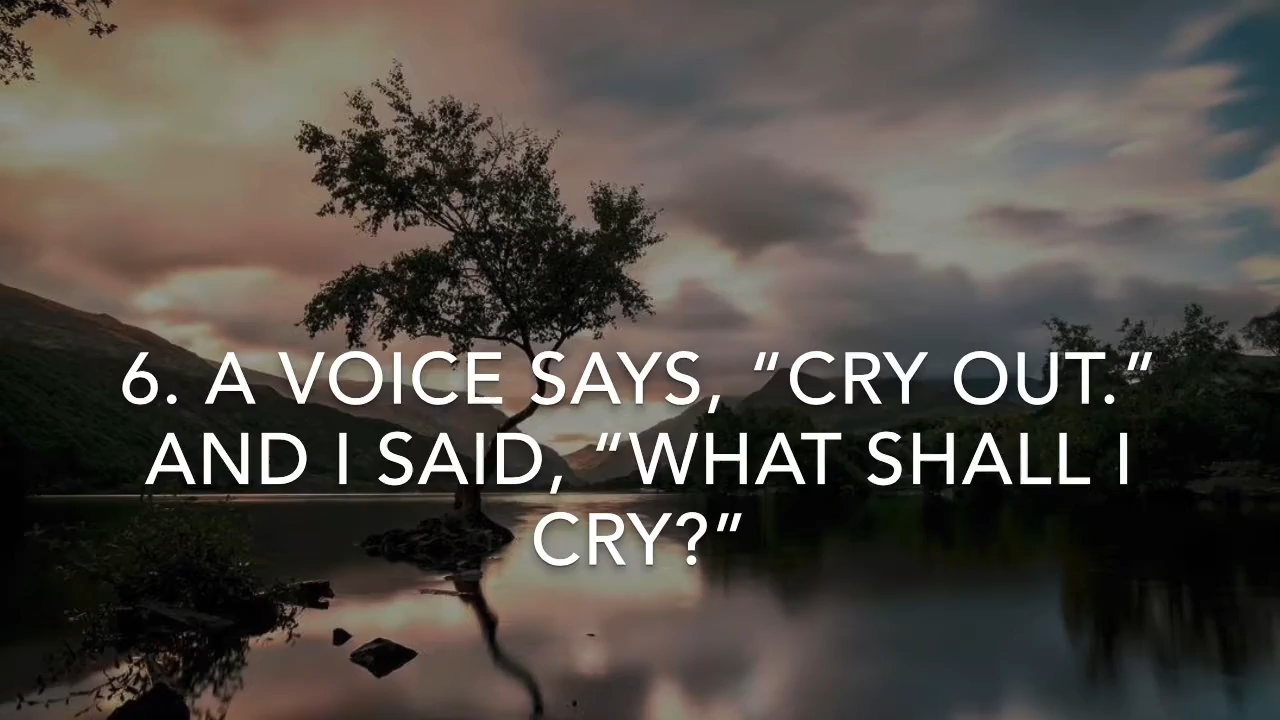 6. A VOICE SAYS, “CRY OUT.”
AND I SAID, “WHAT SHALL I
CRY?”